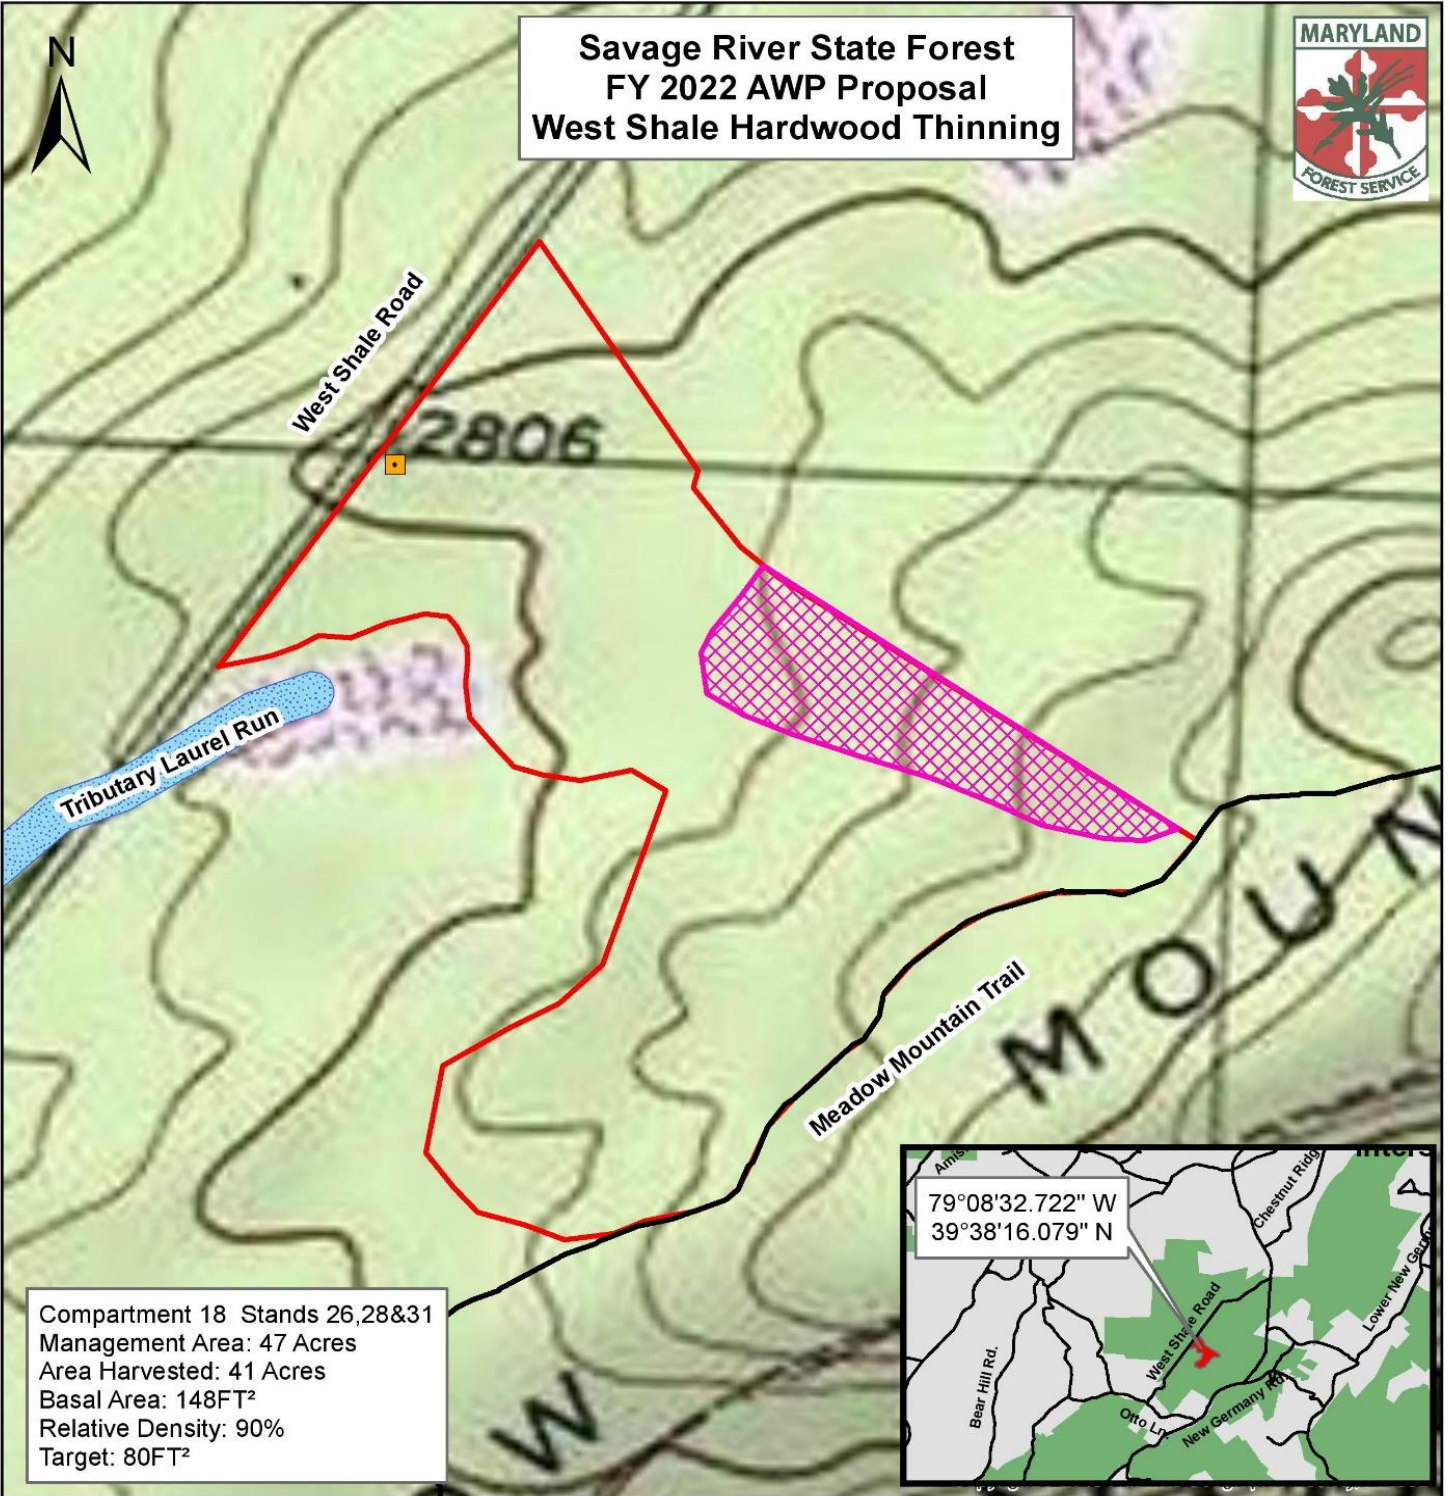 N
Savage River State Forest
FY 2022 AWP Proposal
West Shale Hardwood Thinning
MARYLAND
FOREST SERVICE
West Shale Road
2806
Tributary Laurel Run
Meadow Mountain Trail
MOUN
W
Compartment 18 Stands 26,28&31
Management Area: 47 Acres
Area Harvested: 41 Acres
Basal Area: 148FT²
Relative Density: 90%
Target: 80FT²
79°08'32.722" W
39°38'16.079" N
Chestnut Ridg
West Shale Road
Bear Hill Rd.
Otto Ln.
New Germany Rd.
Lower New Germ